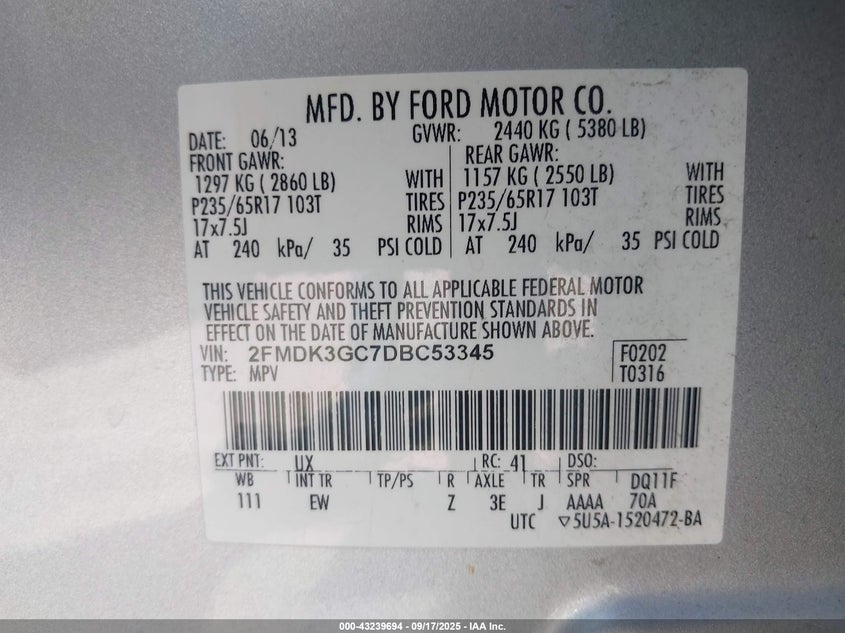 MFD. BY FORD MOTOR CO.
DATE: 06/13 GVWR: 2440 KG ( 5380 LB)
FRONT GAWR: REAR GAWR:
1297 KG ( 2860 LB) WITH 1157 KG ( 2550 LB) WITH
P235/65R17 103T TIRES P235/65R17 103T TIRES
17x7.5J RIMS 17x7.5J RIMS
AT 240 kPa/ 35 PSI COLD AT 240 kPa/ 35 PSI COLD
THIS VEHICLE CONFORMS TO ALL APPLICABLE FEDERAL MOTOR
VEHICLE SAFETY AND THEFT PREVENTION STANDARDS IN
EFFECT ON THE DATE OF MANUFACTURE SHOWN ABOVE.
VIN: 2FMDK3GC7DBC53345 F0202
TYPE: MPV T0316
EXT PNT: UX RC: 41 DSO:
WB INT TR TP/PS R AXLE TR SPR DQ11F
111 EW Z 3E J AAAA 70A
UTC ▽5U5A-1520472-BA
000-43239694 - 09/17/2025 - IAA Inc.